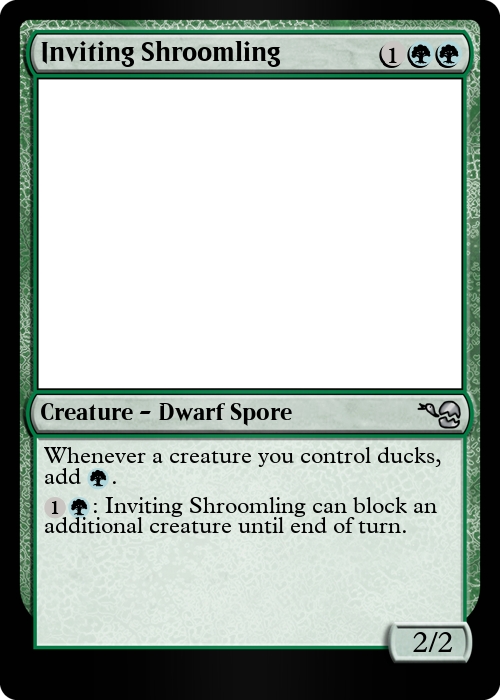 Inviting Shroomling 1
Creature – Dwarf Spore
Whenever a creature you control ducks,
add .
1 : Inviting Shroomling can block an
additional creature until end of turn.
2/2